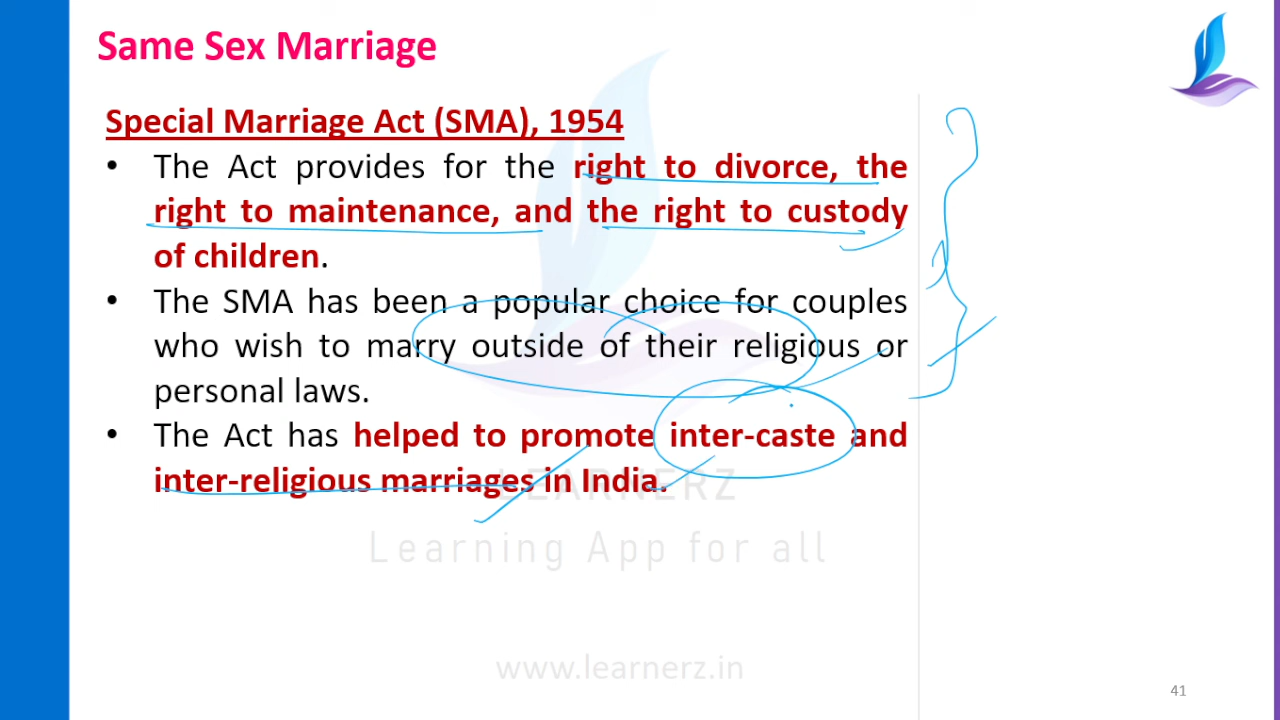 Same Sex Marriage
Special Marriage Act (SMA), 1954
• The Act provides for the right to divorce, the
right to maintenance, and the right to custody
of children.
• The SMA has been a popular choice for couples
who wish to marry outside of their religious or
personal laws.
• The Act has helped to promote inter-caste and
inter-religious marriages in India.
LEARNERZ
Learning App for all
www.learnerz.in
41